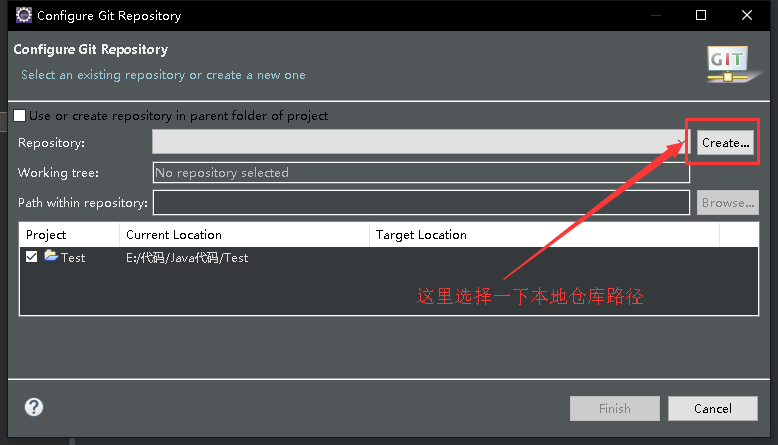 Configure Git Repository
Configure Git Repository
Select an existing repository or create a new one
GIT
Use or create repository in parent folder of project
Repository:
Create...
Working tree: No repository selected
Path within repository:
Browse...
Project Current Location Target Location
Test E:/代码/Java代码/Test
这里选择一下本地仓库路径
?
Finish Cancel